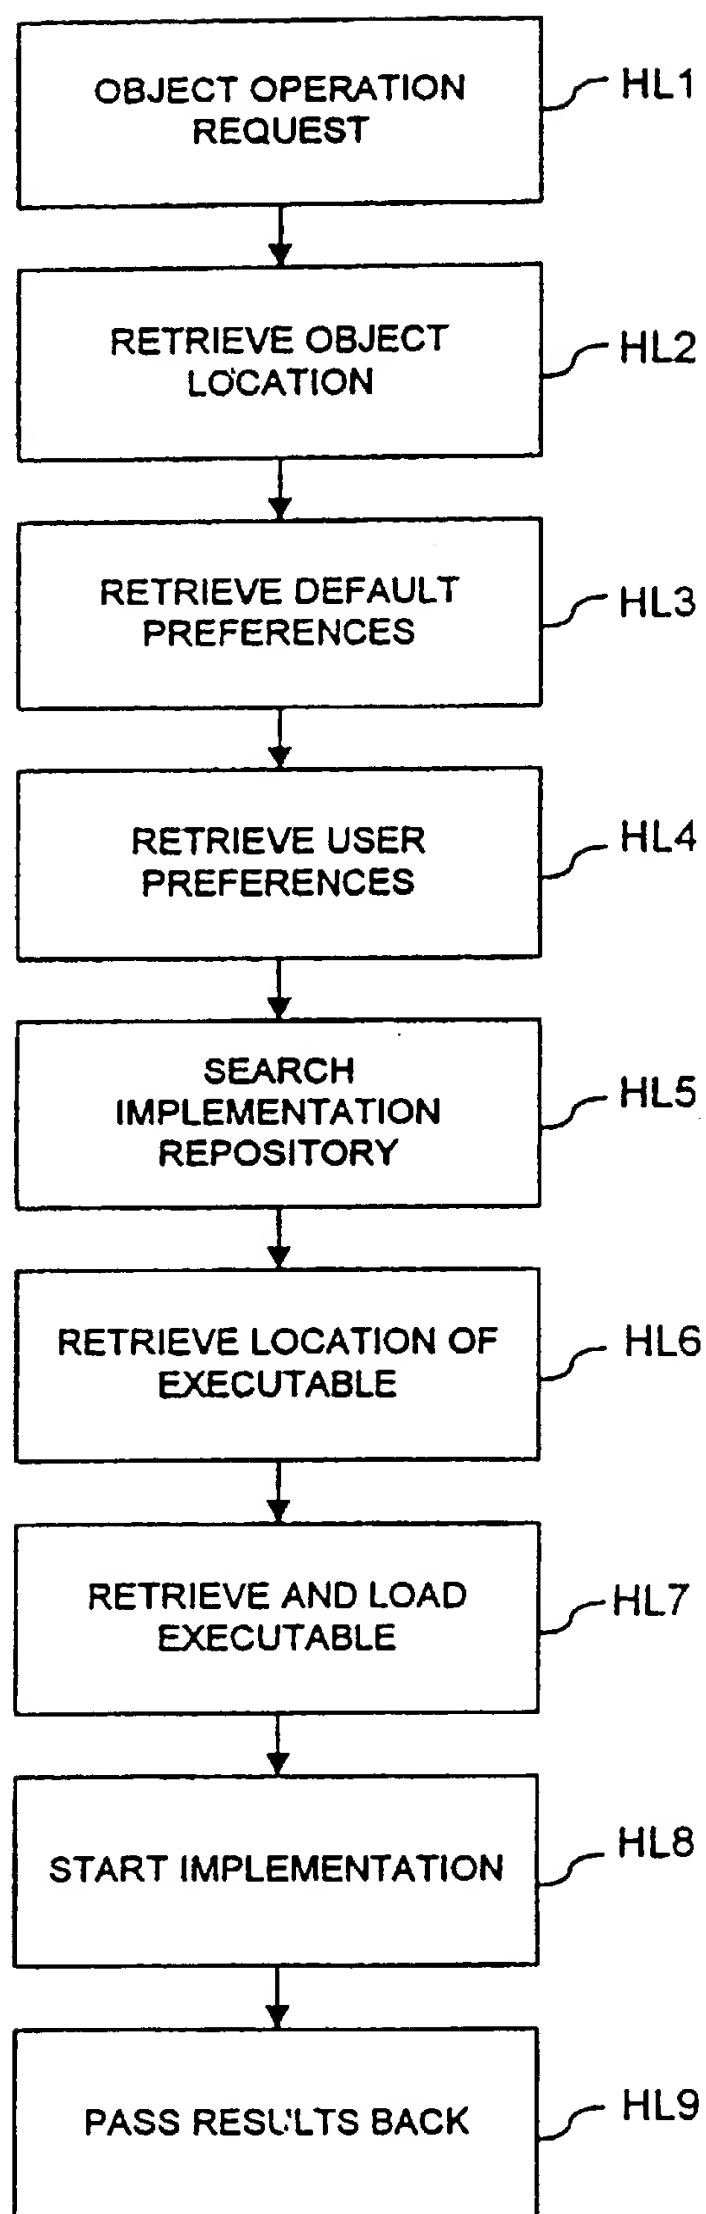 OBJECT OPERATION
REQUEST
HL1
RETRIEVE OBJECT
LOCATION
HL2
RETRIEVE DEFAULT
PREFERENCES
HL3
RETRIEVE USER
PREFERENCES
HL4
SEARCH
IMPLEMENTATION
REPOSITORY
HL5
RETRIEVE LOCATION OF
EXECUTABLE
HL6
RETRIEVE AND LOAD
EXECUTABLE
HL7
START IMPLEMENTATION
HL8
PASS RESULTS BACK
HL9